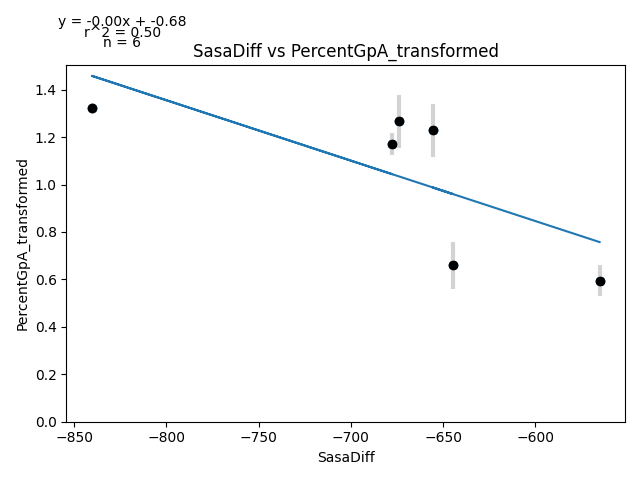 y = -0.00x + -0.68
r^2 = 0.50
n = 6
SasaDiff vs PercentGpA_transformed
PercentGpA_transformed
1.4
1.2
1.0
0.8
0.6
0.4
0.2
0.0
−850
−800
−750
−700
−650
−600
SasaDiff